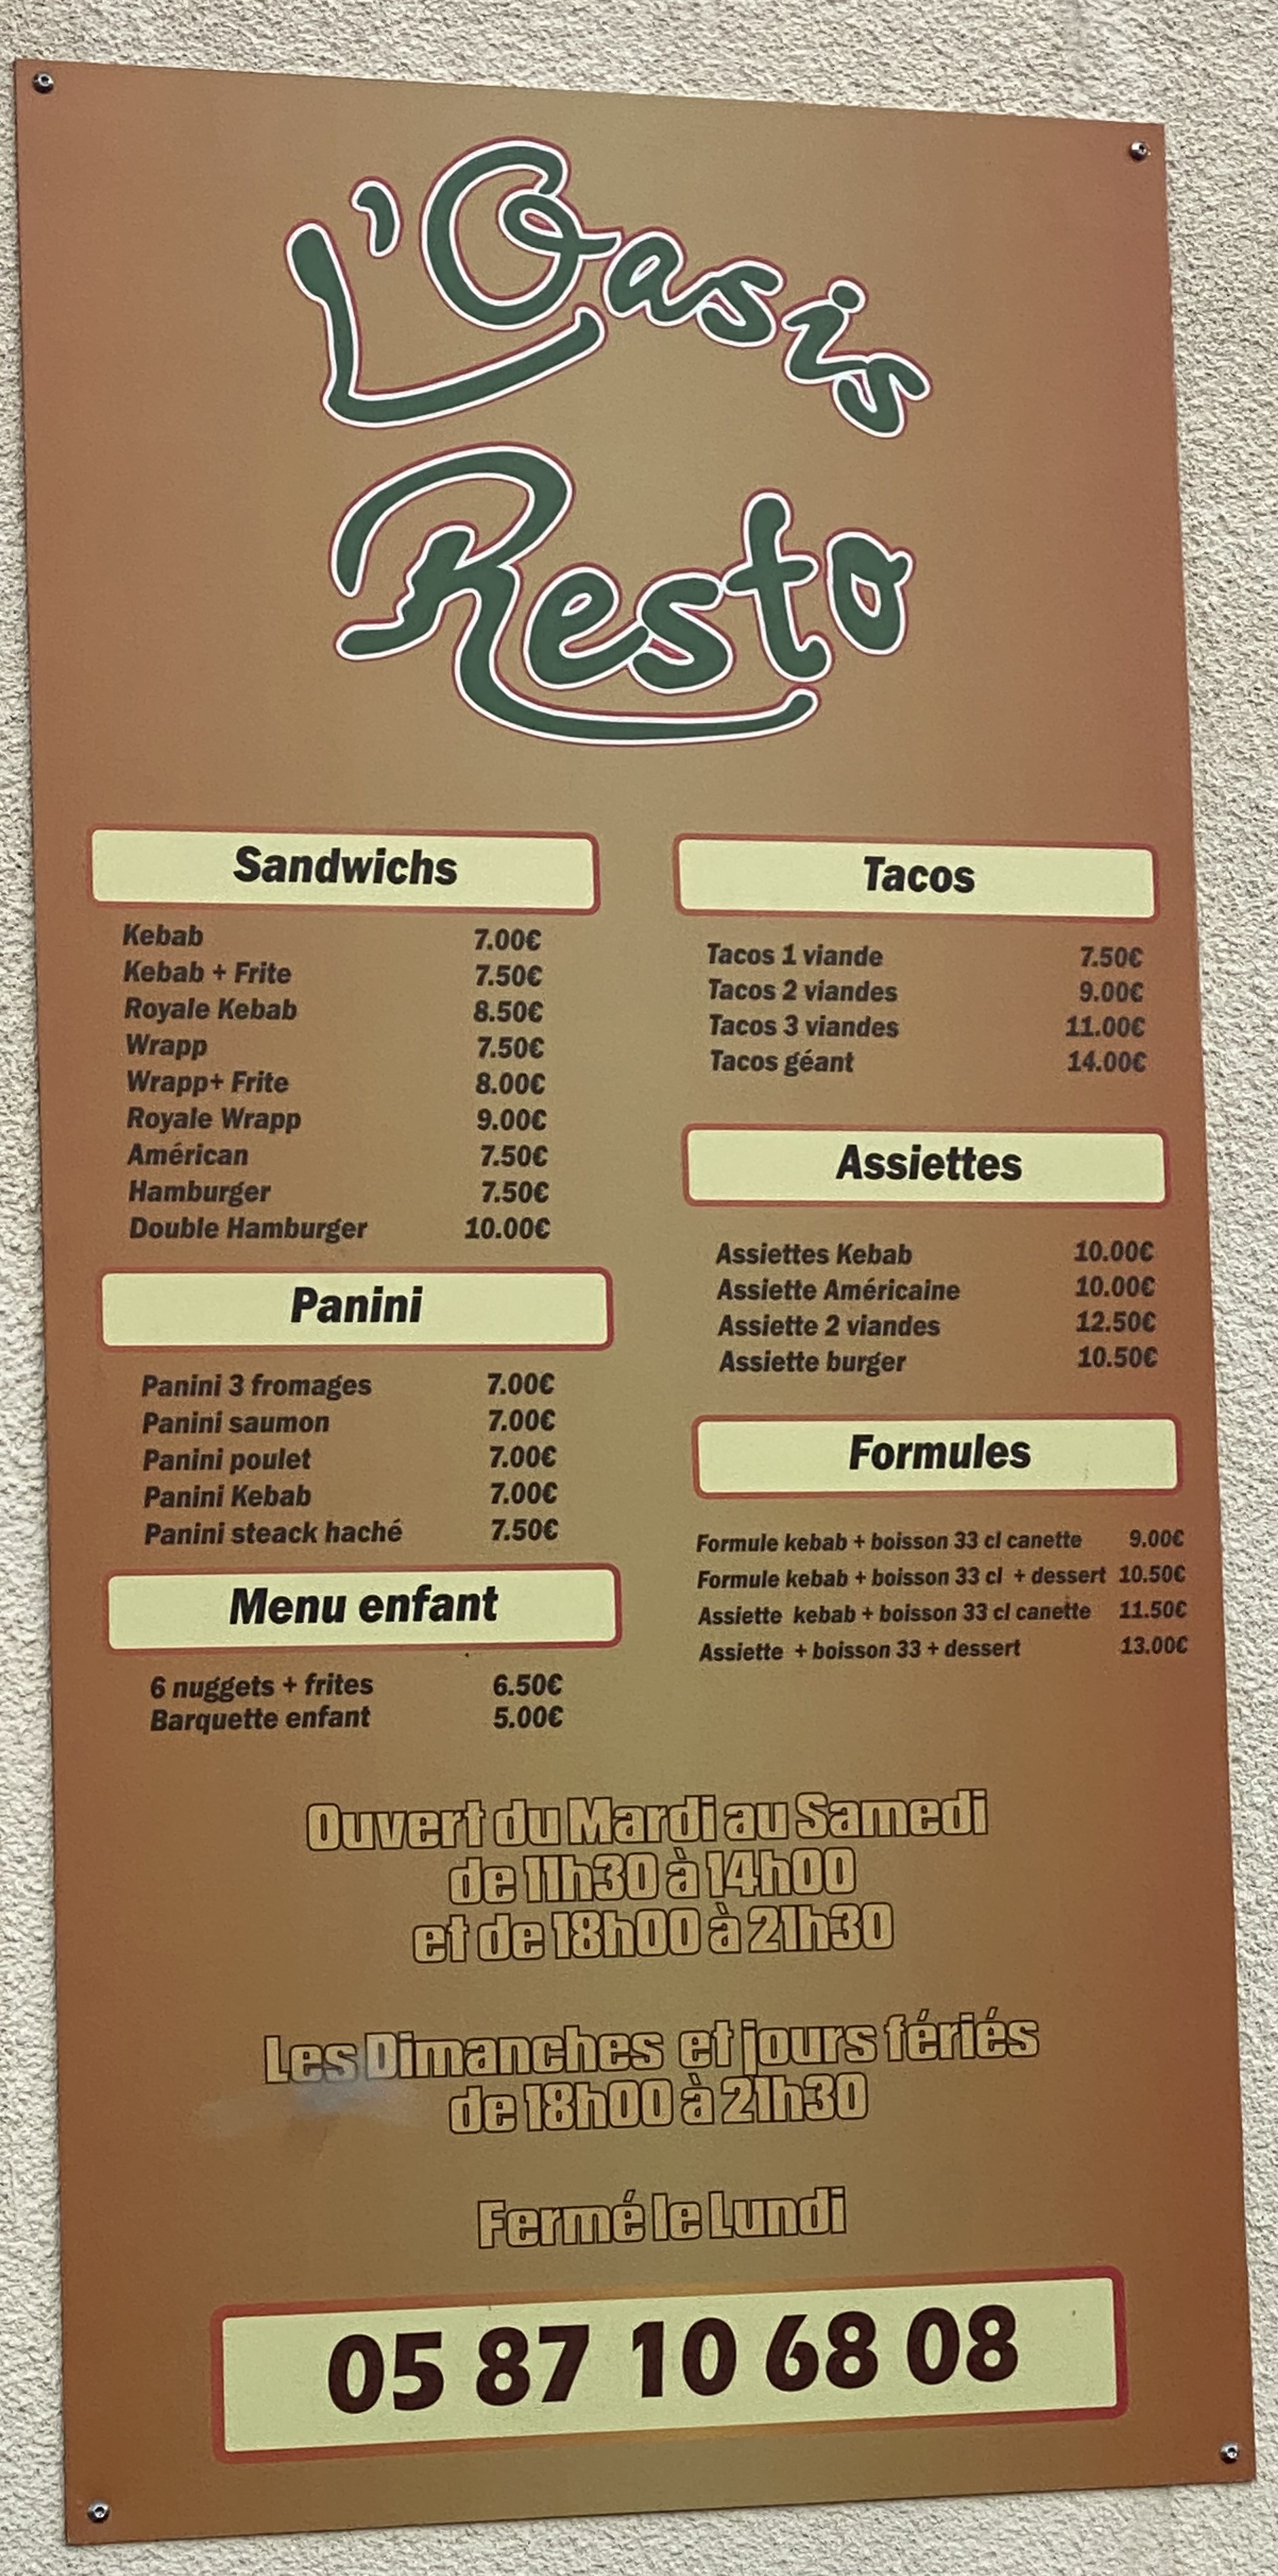 L'Oasis
Resto
Sandwichs
Kebab 7.00€
Kebab + Frite 7.50€
Royale Kebab 8.50€
Wrapp 7.50€
Wrapp+ Frite 8.00€
Royale Wrapp 9.00€
Américan 7.50€
Hamburger 7.50€
Double Hamburger 10.00€
Panini
Panini 3 fromages 7.00€
Panini saumon 7.00€
Panini poulet 7.00€
Panini Kebab 7.00€
Panini steack haché 7.50€
Menu enfant
6 nuggets + frites 6.50€
Barquette enfant 5.00€
Tacos
Tacos 1 viande 7.50€
Tacos 2 viandes 9.00€
Tacos 3 viandes 11.00€
Tacos géant 14.00€
Assiettes
Assiettes Kebab 10.00€
Assiette Américaine 10.00€
Assiette 2 viandes 12.50€
Assiette burger 10.50€
Formules
Formule kebab + boisson 33 cl canette 9.00€
Formule kebab + boisson 33 cl + dessert 10.50€
Assiette kebab + boisson 33 cl canette 11.50€
Assiette + boisson 33 + dessert 13.00€
Ouvert du Mardi au Samedi
de 11h30 à 14h00
et de 18h00 à 21h30
Les Dimanches et jours fériés
de 18h00 à 21h30
Fermé le Lundi
05 87 10 68 08